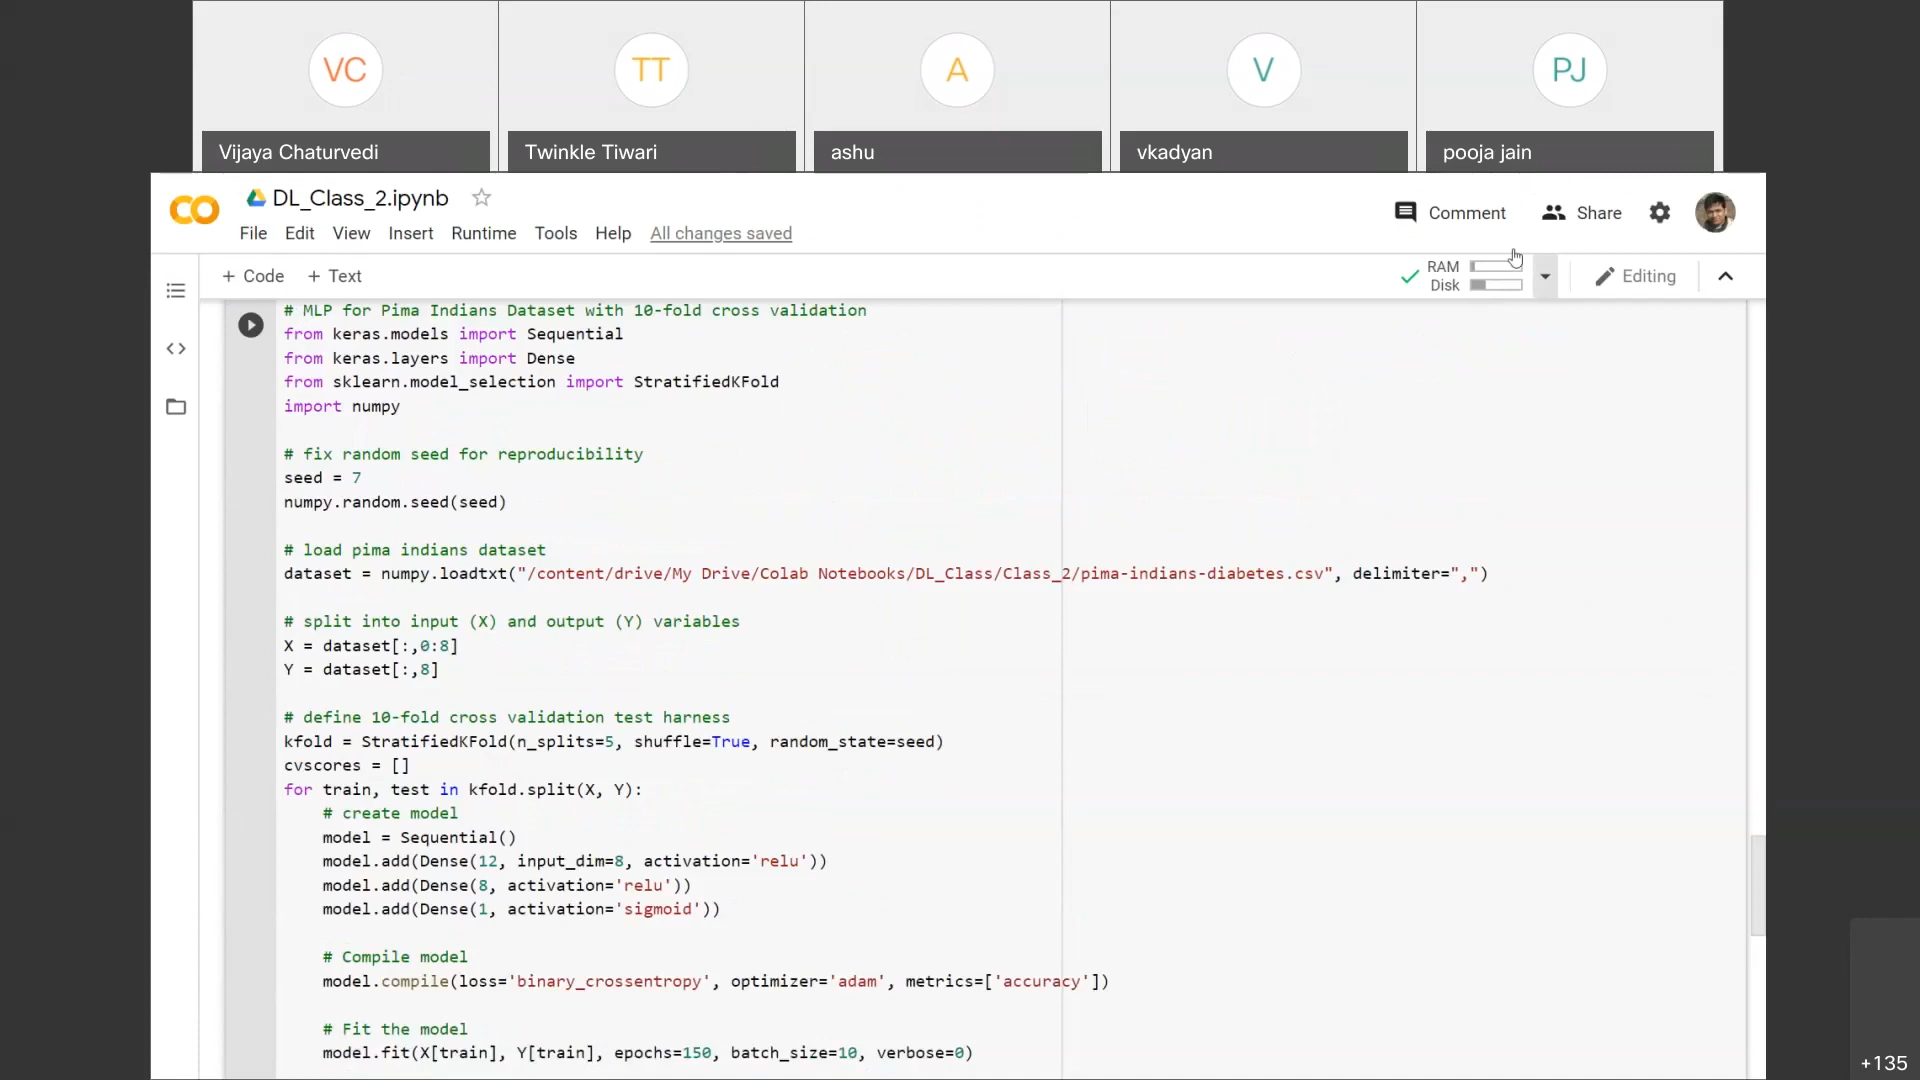 VC
TT
A
V
PJ
Vijaya Chaturvedi
Twinkle Tiwari
ashu
vkadyan
pooja jain
CO
DL_Class_2.ipynb
Comment
Share
File Edit View Insert Runtime Tools Help All changes saved
+ Code + Text
RAM
Disk
Editing
# MLP for Pima Indians Dataset with 10-fold cross validation
from keras.models import Sequential
from keras.layers import Dense
from sklearn.model_selection import StratifiedKFold
import numpy
# fix random seed for reproducibility
seed = 7
numpy.random.seed(seed)
# load pima indians dataset
dataset = numpy.loadtxt("/content/drive/My Drive/Colab Notebooks/DL_Class/Class_2/pima-indians-diabetes.csv", delimiter=",")
# split into input (X) and output (Y) variables
X = dataset[:,0:8]
Y = dataset[:,8]
# define 10-fold cross validation test harness
kfold = StratifiedKFold(n_splits=5, shuffle=True, random_state=seed)
cvscores = []
for train, test in kfold.split(X, Y):
    # create model
    model = Sequential()
    model.add(Dense(12, input_dim=8, activation='relu'))
    model.add(Dense(8, activation='relu'))
    model.add(Dense(1, activation='sigmoid'))
    # Compile model
    model.compile(loss='binary_crossentropy', optimizer='adam', metrics=['accuracy'])
    # Fit the model
    model.fit(X[train], Y[train], epochs=150, batch_size=10, verbose=0)
+135